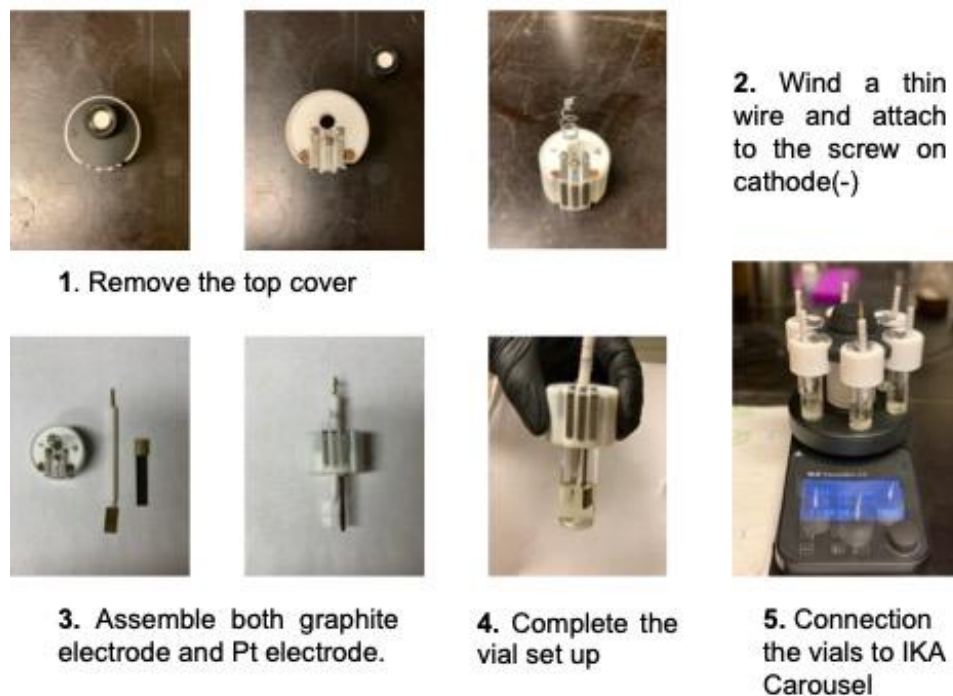 2. Wind a thin
wire and attach
to the screw on
cathode(-)
1. Remove the top cover
3. Assemble both graphite
electrode and Pt electrode.
4. Complete the
vial set up
5. Connection
the vials to IKA
Carousel